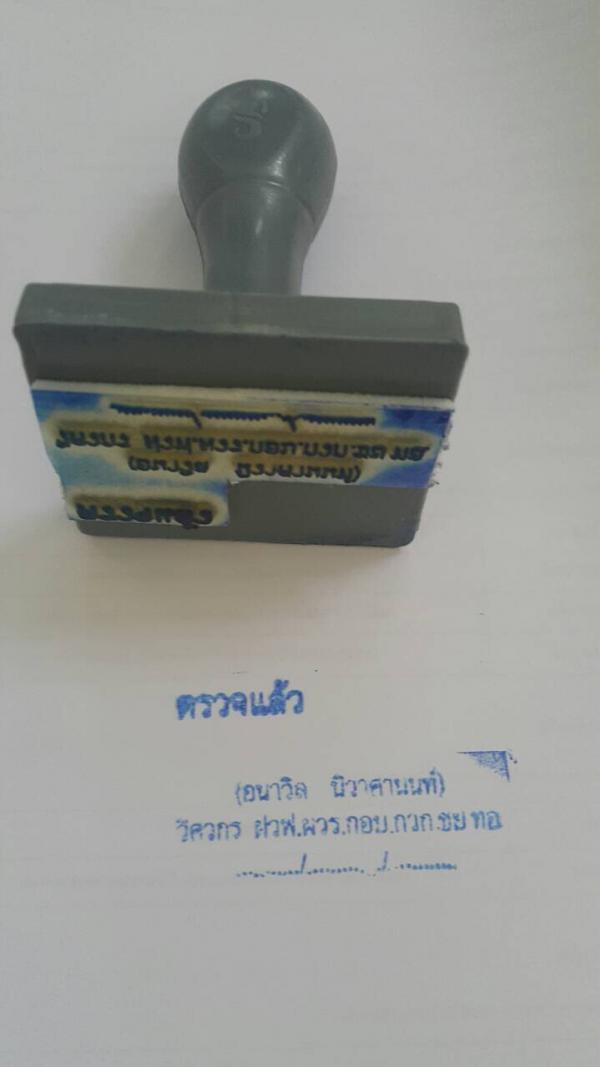 ตรวจแล้ว
(อนาวิล นิวาศานนท์)
วิศวกร ฝวฟ.ผวร.กอบ.กวก.ชย ทอ
........../........../..........